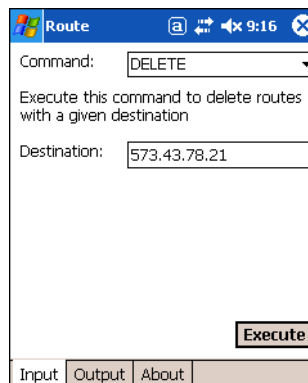 Route 9:16
Command: DELETE
Execute this command to delete routes
with a given destination
Destination: 573.43.78.21
Execute
Input Output About